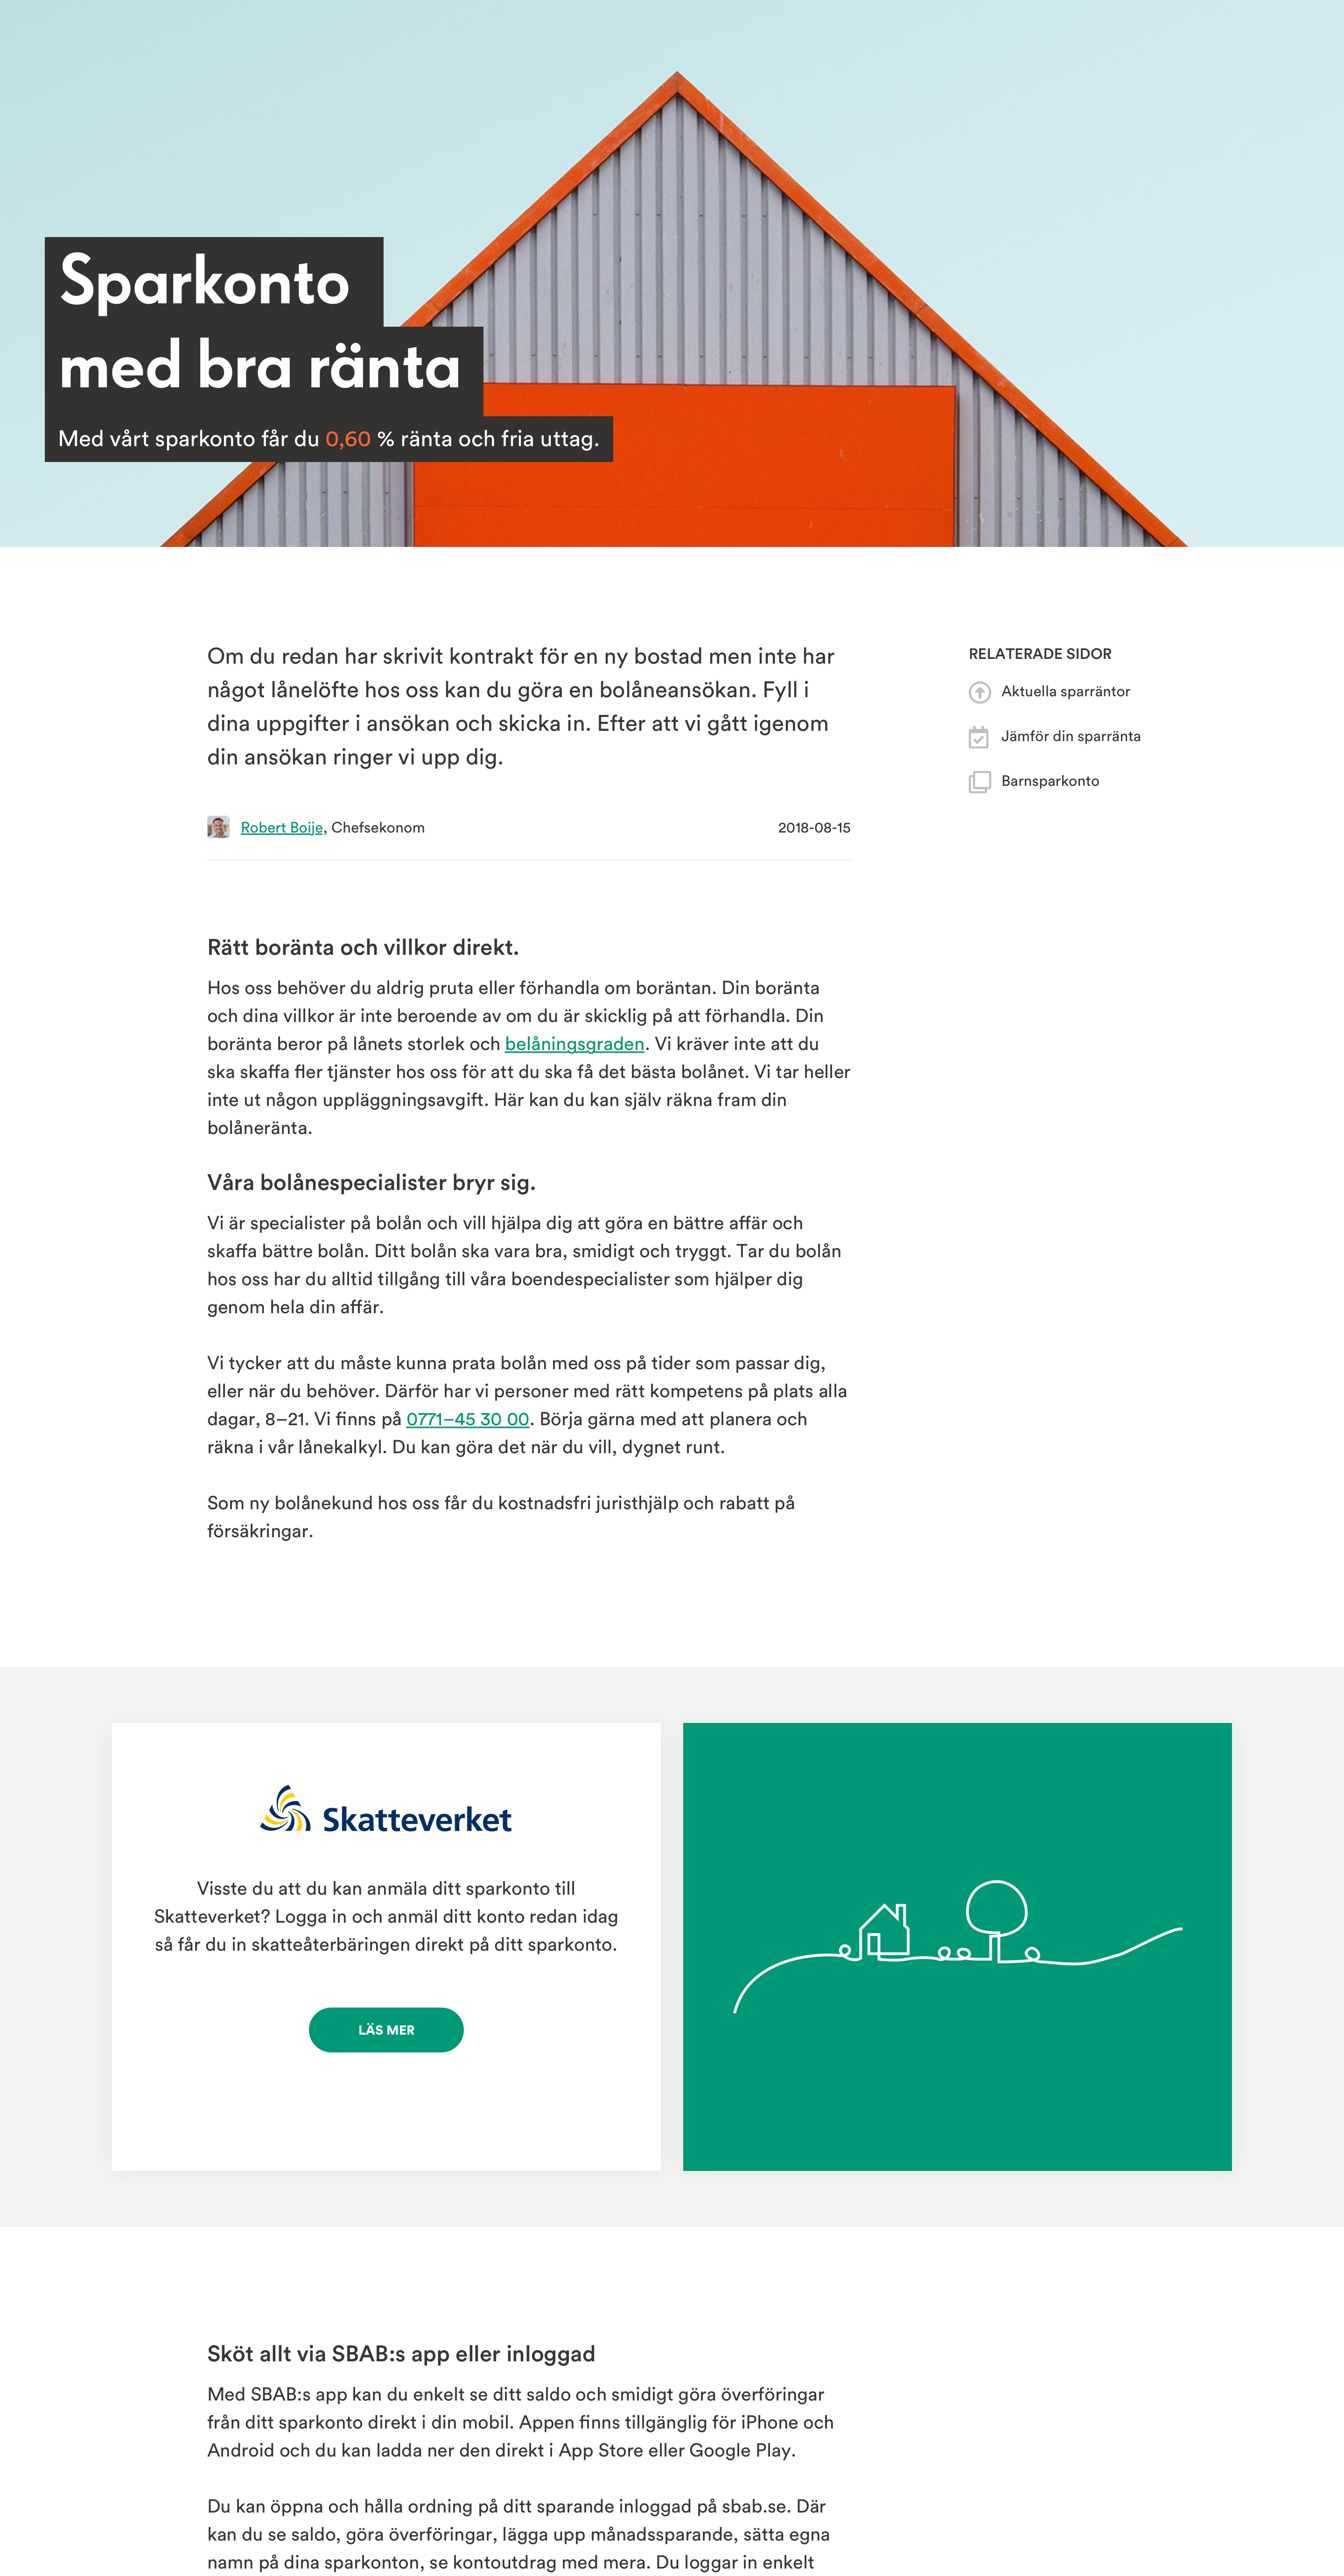 Sparkonto
med bra ränta
Med vårt sparkonto får du 0,60 % ränta och fria uttag.
Om du redan har skrivit kontrakt för en ny bostad men inte har
något lånelöfte hos oss kan du göra en bolåneansökan. Fyll i
dina uppgifter i ansökan och skicka in. Efter att vi gått igenom
din ansökan ringer vi upp dig.
Robert Boije, Chefsekonom
2018-08-15
RELATERADE SIDOR
Aktuella sparräntor
Jämför din sparränta
Barnsparkonto
Rätt boränta och villkor direkt.
Hos oss behöver du aldrig pruta eller förhandla om boräntan. Din boränta
och dina villkor är inte beroende av om du är skicklig på att förhandla. Din
boränta beror på lånets storlek och belåningsgraden. Vi kräver inte att du
ska skaffa fler tjänster hos oss för att du ska få det bästa bolånet. Vi tar heller
inte ut någon uppläggningsavgift. Här kan du kan själv räkna fram din
bolåneränta.
Våra bolånespecialister bryr sig.
Vi är specialister på bolån och vill hjälpa dig att göra en bättre affär och
skaffa bättre bolån. Ditt bolån ska vara bra, smidigt och tryggt. Tar du bolån
hos oss har du alltid tillgång till våra boendespecialister som hjälper dig
genom hela din affär.
Vi tycker att du måste kunna prata bolån med oss på tider som passar dig,
eller när du behöver. Därför har vi personer med rätt kompetens på plats alla
dagar, 8–21. Vi finns på 0771–45 30 00. Börja gärna med att planera och
räkna i vår lånekalkyl. Du kan göra det när du vill, dygnet runt.
Som ny bolånekund hos oss får du kostnadsfri juristhjälp och rabatt på
försäkringar.
Skatteverket
Visste du att du kan anmäla ditt sparkonto till
Skatteverket? Logga in och anmäl ditt konto redan idag
så får du in skatteåterbäringen direkt på ditt sparkonto.
LÄS MER
Sköt allt via SBAB:s app eller inloggad
Med SBAB:s app kan du enkelt se ditt saldo och smidigt göra överföringar
från ditt sparkonto direkt i din mobil. Appen finns tillgänglig för iPhone och
Android och du kan ladda ner den direkt i App Store eller Google Play.
Du kan öppna och hålla ordning på ditt sparande inloggad på sbab.se. Där
kan du se saldo, göra överföringar, lägga upp månadssparande, sätta egna
namn på dina sparkonton, se kontoutdrag med mera. Du loggar in enkelt